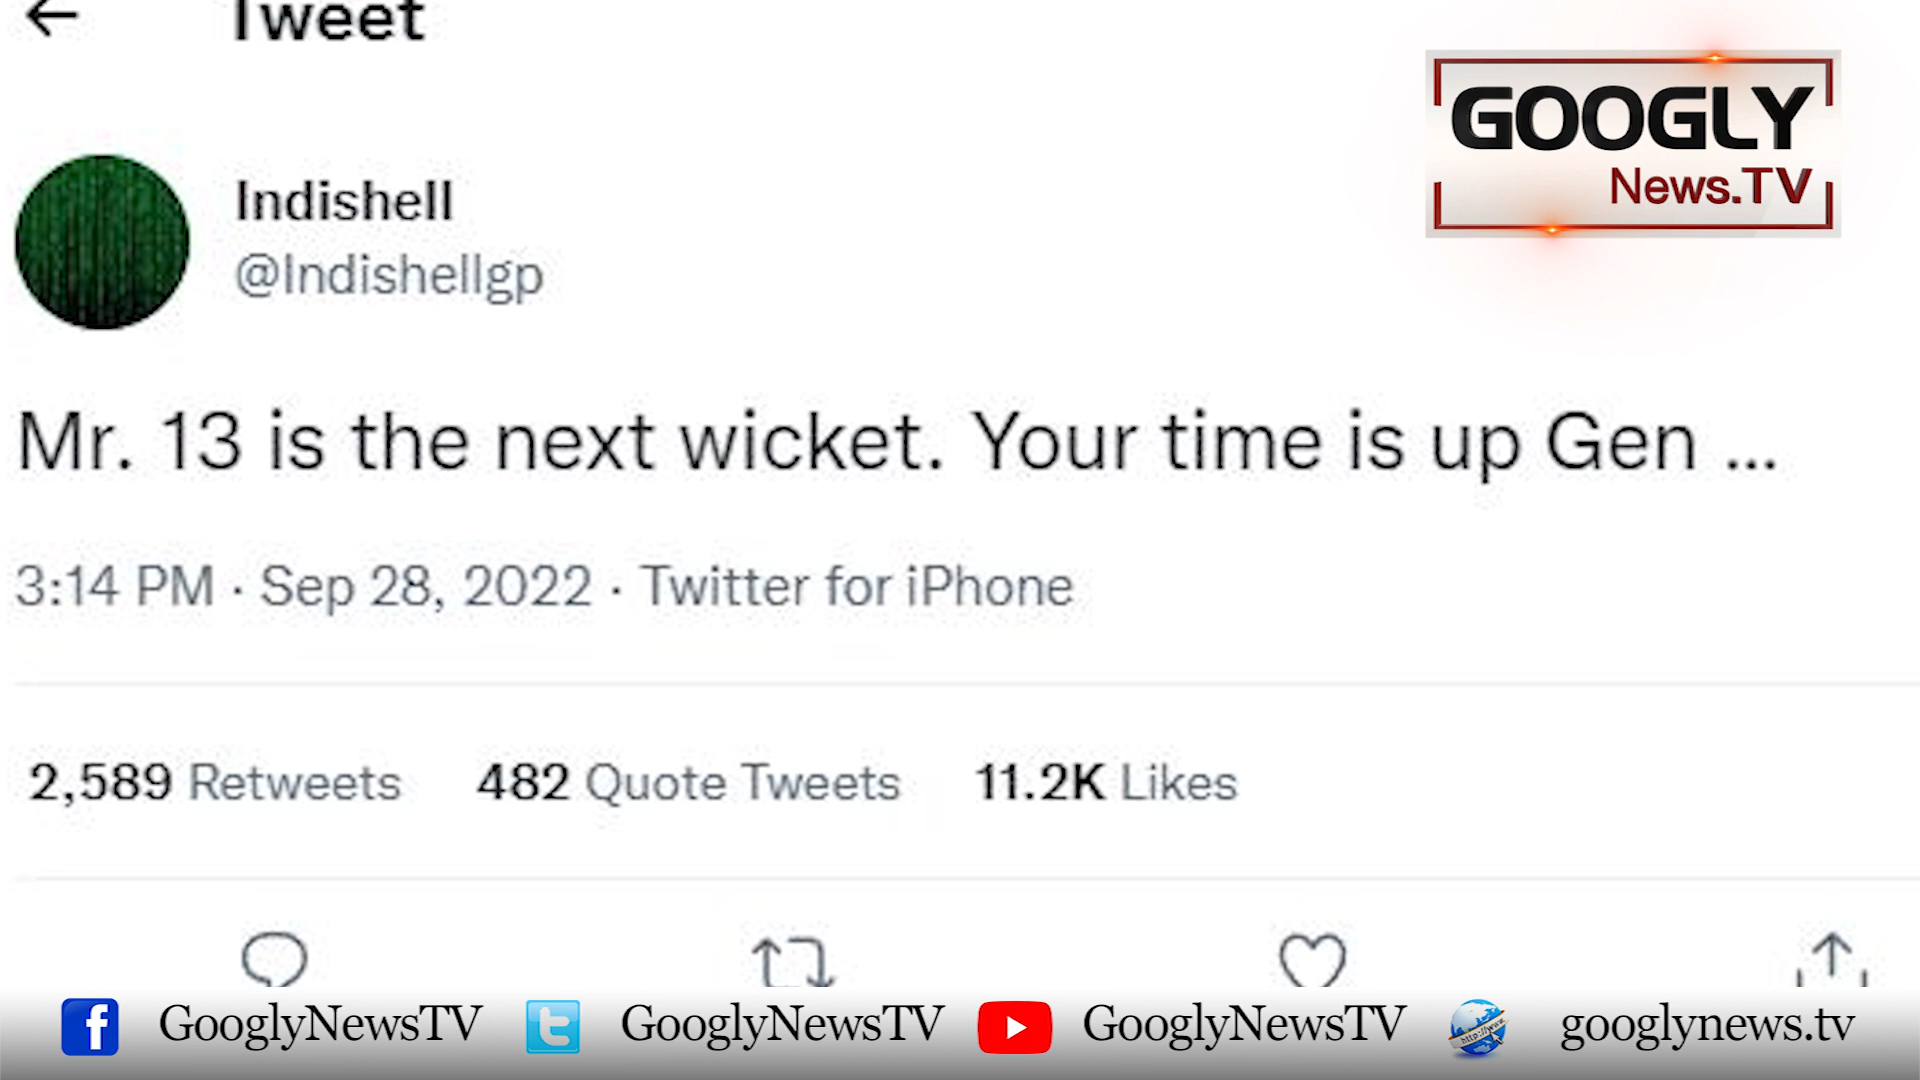 Tweet
GOOGLY
News.TV
Indishell
@Indishellgp
Mr. 13 is the next wicket. Your time is up Gen ...
3:14 PM · Sep 28, 2022 · Twitter for iPhone
2,589 Retweets 482 Quote Tweets 11.2K Likes
GooglyNewsTV GooglyNewsTV GooglyNewsTV googlynews.tv